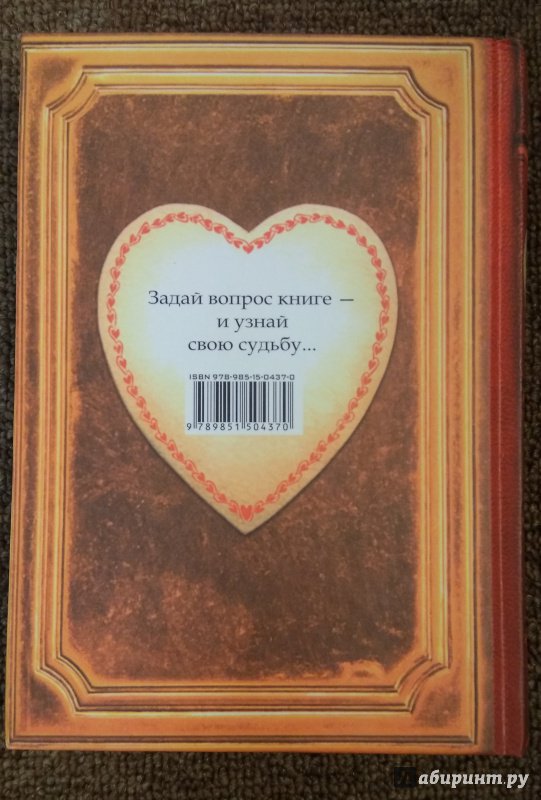 Задай вопрос книге —
и узнай
свою судьбу...
ISBN 978-985-15-0437-0
9 789851 504370
Лабиринт.ру